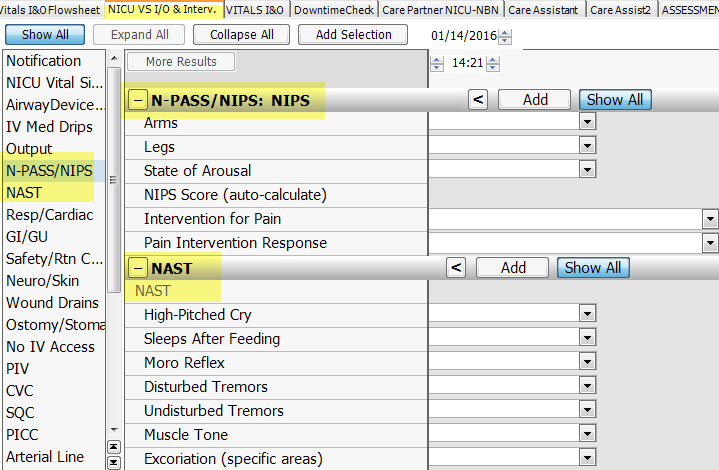 Vitals I&O Flowsheet NICU VS I/O & Interv. VITALS I&O DowntimeCheck Care Partner NICU-NBN Care Assistant Care Assist2 ASSESSMEN
Show All Expand All Collapse All Add Selection 01/14/2016
More Results 14:21
Notification
NICU Vital Si...
AirwayDevice...
IV Med Drips
Output
N-PASS/NIPS
NAST
Resp/Cardiac
GI/GU
Safety/Rtn C...
Neuro/Skin
Wound Drains
Ostomy/Stoma
No IV Access
PIV
CVC
SQC
PICC
Arterial Line
N-PASS/NIPS: NIPS < Add Show All
Arms
Legs
State of Arousal
NIPS Score (auto-calculate)
Intervention for Pain
Pain Intervention Response
NAST < Add Show All
NAST
High-Pitched Cry
Sleeps After Feeding
Moro Reflex
Disturbed Tremors
Undisturbed Tremors
Muscle Tone
Excoriation (specific areas)